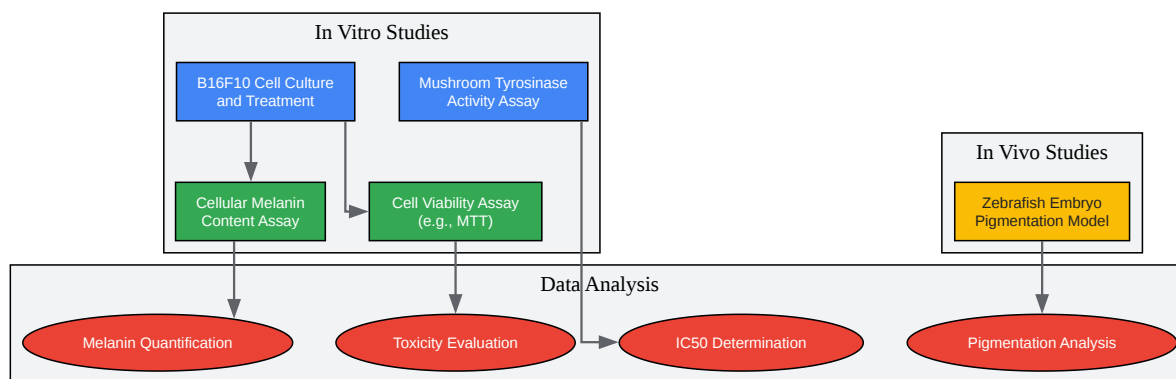 In Vitro Studies
B16F10 Cell Culture
and Treatment
Mushroom Tyrosinase
Activity Assay
In Vivo Studies
Cellular Melanin
Content Assay
Cell Viability Assay
(e.g., MTT)
Zebrafish Embryo
Pigmentation Model
Data Analysis
Melanin Quantification
Toxicity Evaluation
IC50 Determination
Pigmentation Analysis